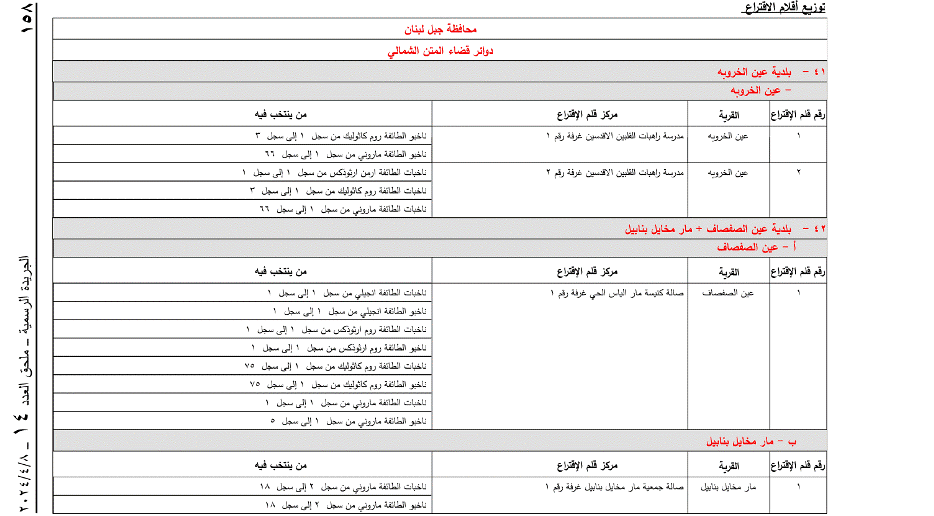 توزيع أقلام الاقتراع
محافظة جبل لبنان
دوائر قضاء المتن الشمالي
٤١ - بلدية عين الخروبه
- عين الخروبه
رقم قلم الإقتراع القرية مركز قلم الإقتراع من ينتخب فيه
١ عين الخروبه مدرسة راهبات القلبين الاقدسين غرفة رقم ١ ناخبو الطائفة روم كاثوليك من سجل ١ إلى سجل ٣
ناخبو الطائفة ماروني من سجل ١ إلى سجل ٦٦
٢ عين الخروبه مدرسة راهبات القلبين الاقدسين غرفة رقم ٢ ناخبات الطائفة ارمن ارثوذكس من سجل ١ إلى سجل ١
ناخبات الطائفة روم كاثوليك من سجل ١ إلى سجل ٣
ناخبات الطائفة ماروني من سجل ١ إلى سجل ٦٦
٤٢ - بلدية عين الصفصاف + مار مخايل بنابيل
أ - عين الصفصاف
رقم قلم الإقتراع القرية مركز قلم الإقتراع من ينتخب فيه
١ عين الصفصاف صالة كنيسة مار الياس الحي غرفة رقم ١ ناخبات الطائفة انجيلي من سجل ١ إلى سجل ١
ناخبو الطائفة انجيلي من سجل ١ إلى سجل ١
ناخبات الطائفة روم ارثوذكس من سجل ١ إلى سجل ١
ناخبو الطائفة روم ارثوذكس من سجل ١ إلى سجل ١
ناخبات الطائفة روم كاثوليك من سجل ١ إلى سجل ٧٥
ناخبو الطائفة روم كاثوليك من سجل ١ إلى سجل ٧٥
ناخبات الطائفة ماروني من سجل ١ إلى سجل ١
ناخبو الطائفة ماروني من سجل ١ إلى سجل ٥
ب - مار مخايل بنابيل
رقم قلم الإقتراع القرية مركز قلم الإقتراع من ينتخب فيه
١ مار مخايل بنابيل صالة جمعية مار مخايل بنابيل غرفة رقم ١ ناخبات الطائفة ماروني من سجل ٢ إلى سجل ١٨
ناخبو الطائفة ماروني من سجل ٢ إلى سجل ١٨
١٥٨
الجريدة الرسمية - ملحق العدد ١٤ - ٢٠٢٤/٤/٨